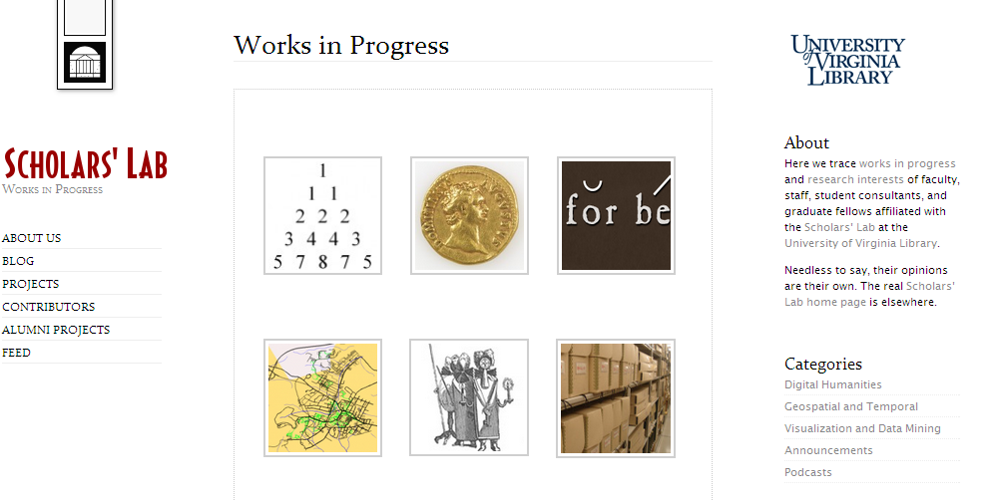 Works in Progress
UNIVERSITY
of VIRGINIA
LIBRARY
SCHOLARS' LAB
WORKS IN PROGRESS
ABOUT US
BLOG
PROJECTS
CONTRIBUTORS
ALUMNI PROJECTS
FEED
1
1 1
2 2 2
3 4 4 3
5 7 8 7 5
for be
About
Here we trace works in progress
and research interests of faculty,
staff, student consultants, and
graduate fellows affiliated with
the Scholars' Lab at the
University of Virginia Library.
Needless to say, their opinions
are their own. The real Scholars'
Lab home page is elsewhere.
Categories
Digital Humanities
Geospatial and Temporal
Visualization and Data Mining
Announcements
Podcasts